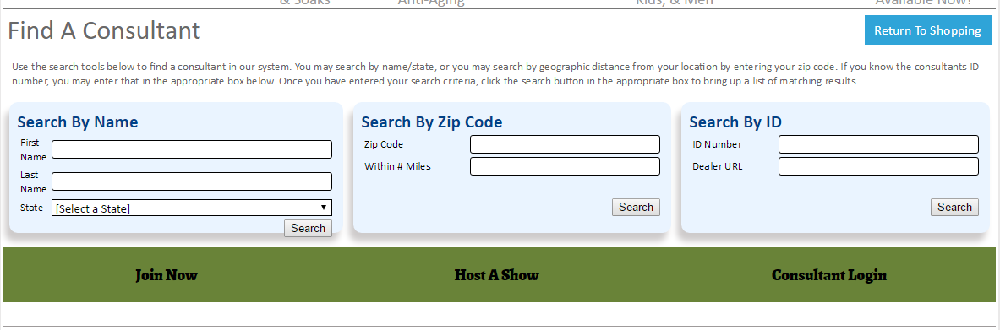 & Soaks Anti-Aging Kids, & Men Available Now!
Find A Consultant
Return To Shopping
Use the search tools below to find a consultant in our system. You may search by name/state, or you may search by geographic distance from your location by entering your zip code. If you know the consultants ID
number, you may enter that in the appropriate box below. Once you have entered your search criteria, click the search button in the appropriate box to bring up a list of matching results.
Search By Name
First
Name
Last
Name
State [Select a State]
Search
Search By Zip Code
Zip Code
Within # Miles
Search
Search By ID
ID Number
Dealer URL
Search
Join Now Host A Show Consultant Login